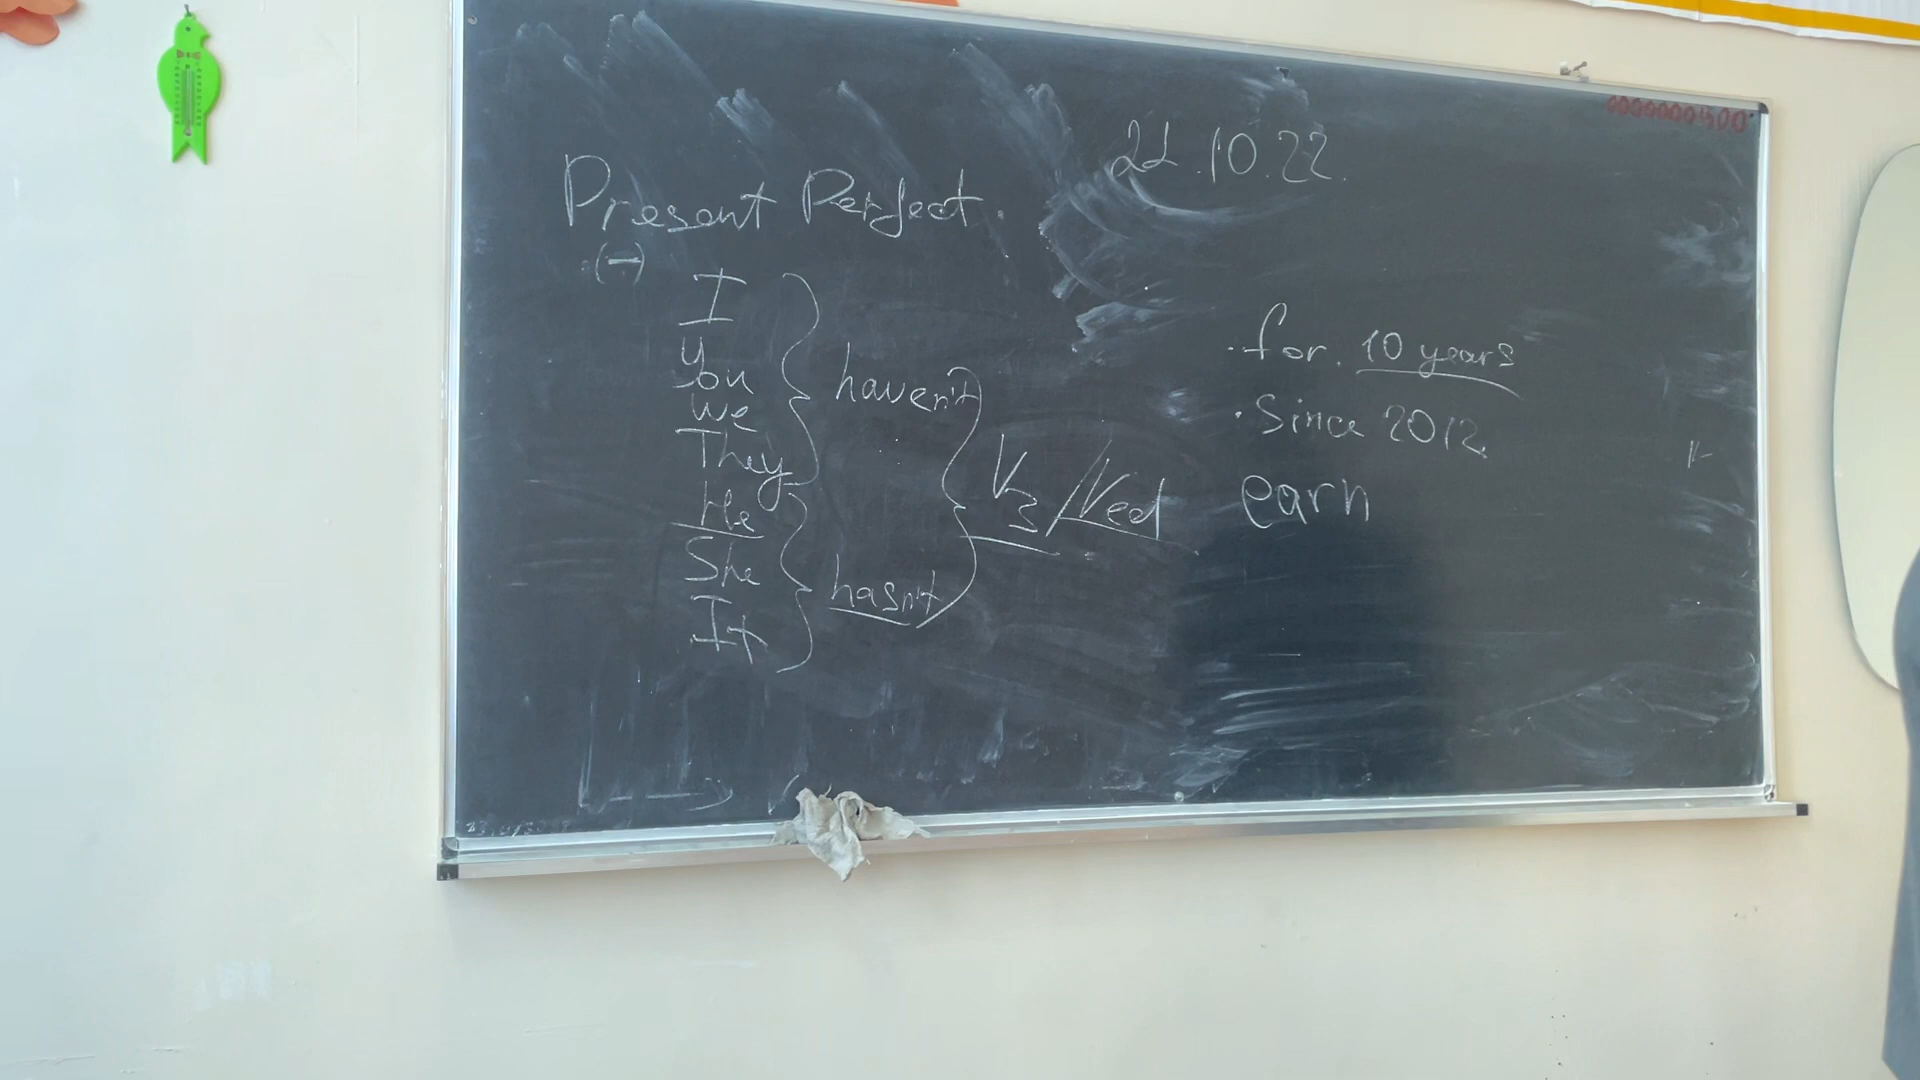 Present Perfect.
21.10.22.
(-)
I
You
We
They
He
She
It
haven't
hasn't
V3/Ved
· for 10 years
· Since 2012.
earn